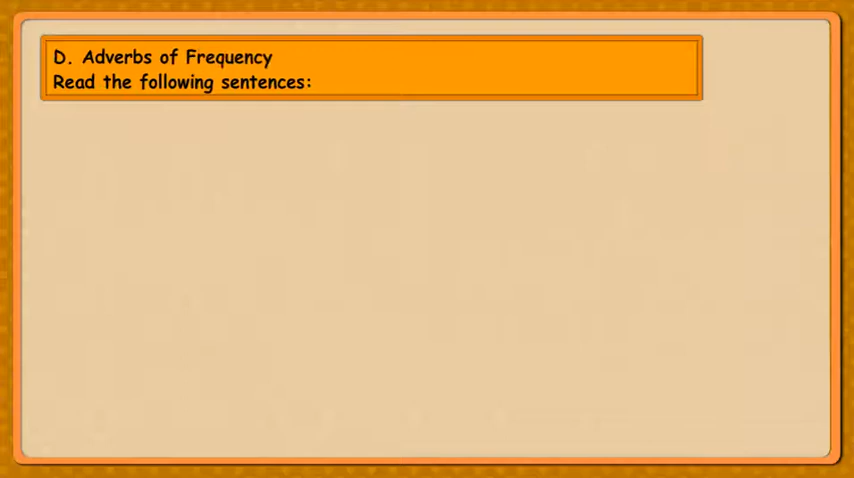 D. Adverbs of Frequency
Read the following sentences: